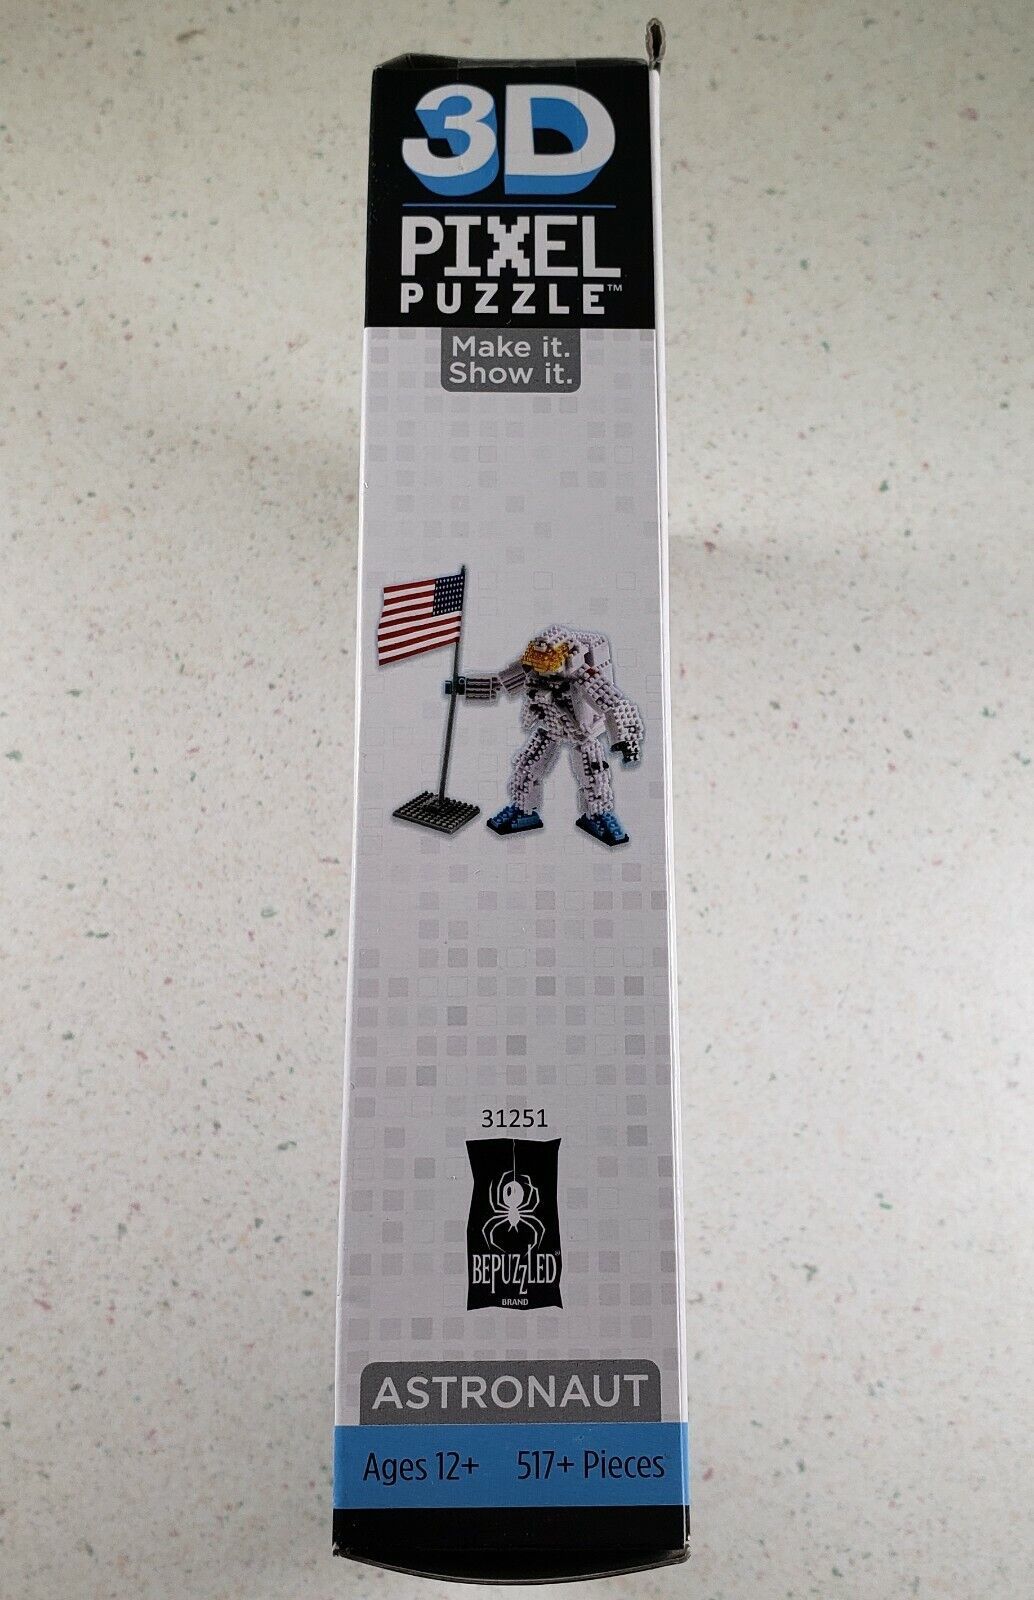 3D
PIXEL
PUZZLE™
Make it.
Show it.
31251
BEPUZZLED®
BRAND
ASTRONAUT
Ages 12+ 517+ Pieces